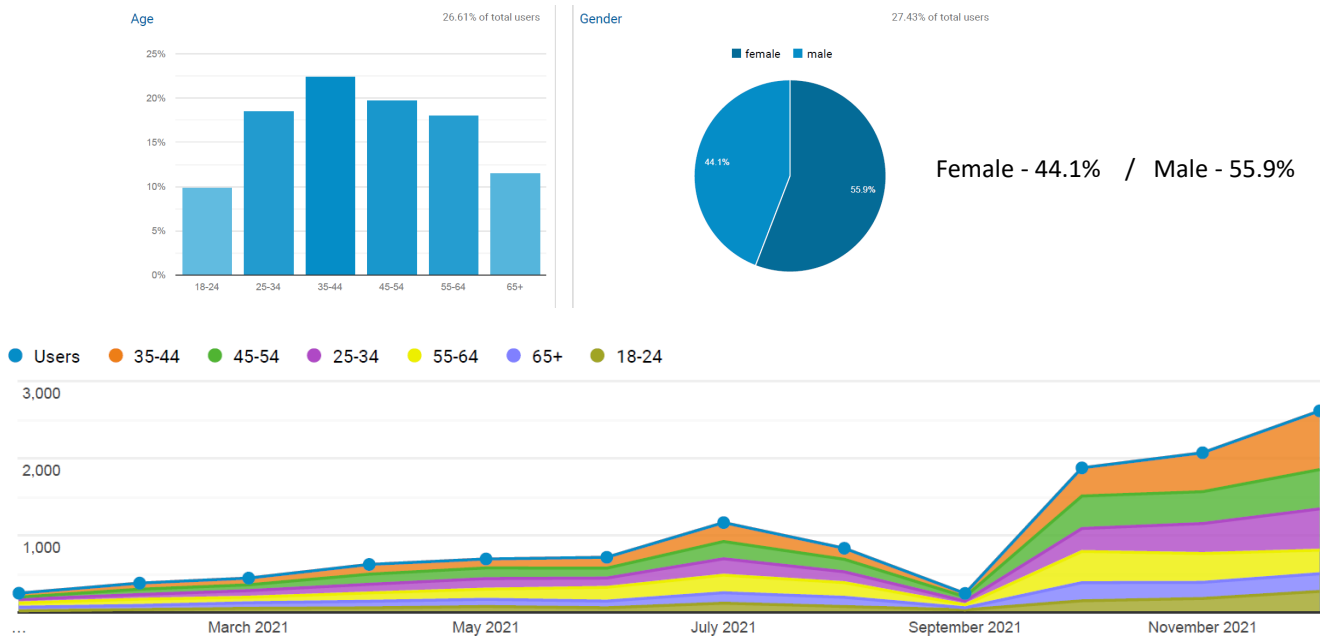 Age
26.61% of total users
25%
20%
15%
10%
5%
0%
18-24
25-34
35-44
45-54
55-64
65+
Gender
27.43% of total users
female
male
44.1%
55.9%
Female - 44.1% / Male - 55.9%
Users
35-44
45-54
25-34
55-64
65+
18-24
3,000
2,000
1,000
...
March 2021
May 2021
July 2021
September 2021
November 2021